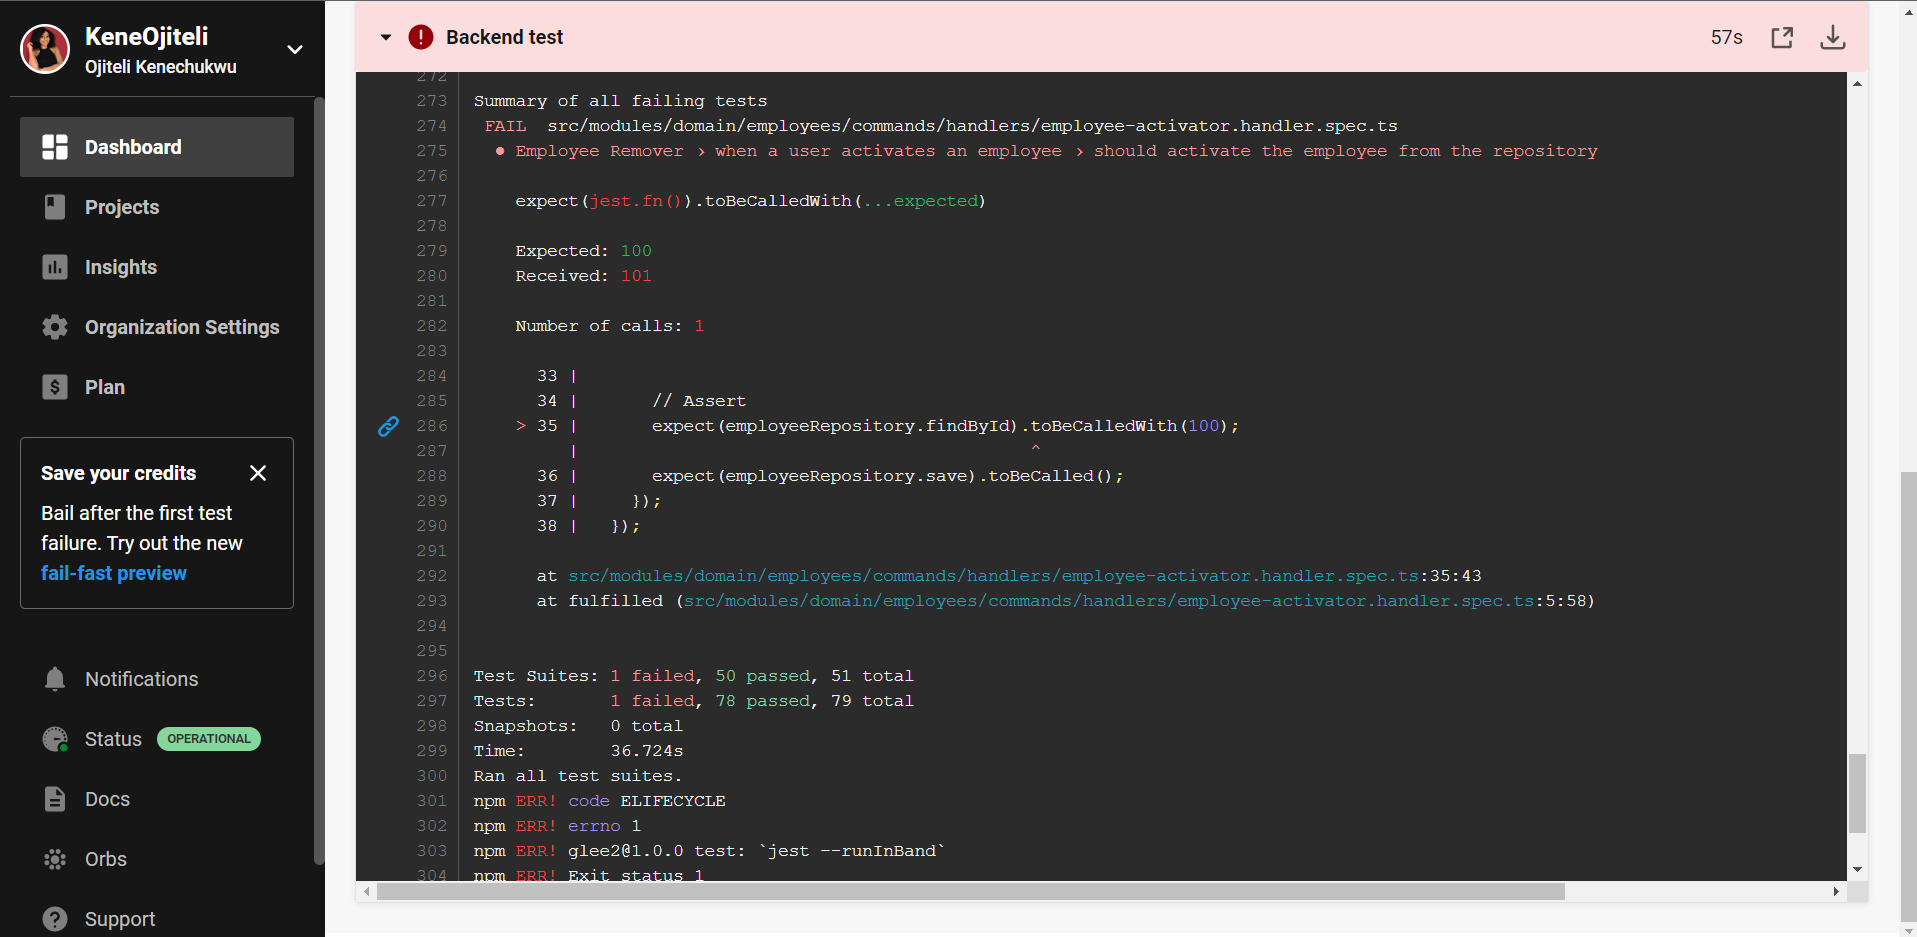 KeneOjiteli
Ojiteli Kenechukwu
Dashboard
Projects
Insights
Organization Settings
Plan
Save your credits
Bail after the first test
failure. Try out the new
fail-fast preview
Notifications
Status OPERATIONAL
Docs
Orbs
Support
Backend test 57s
272
273 Summary of all failing tests
274 FAIL src/modules/domain/employees/commands/handlers/employee-activator.handler.spec.ts
275 ● Employee Remover › when a user activates an employee › should activate the employee from the repository
276
277 expect(jest.fn()).toBeCalledWith(...expected)
278
279 Expected: 100
280 Received: 101
281
282 Number of calls: 1
283
284 33 |
285 34 | // Assert
286 > 35 | expect(employeeRepository.findById).toBeCalledWith(100);
287 | ^
288 36 | expect(employeeRepository.save).toBeCalled();
289 37 | });
290 38 | });
291
292 at src/modules/domain/employees/commands/handlers/employee-activator.handler.spec.ts:35:43
293 at fulfilled (src/modules/domain/employees/commands/handlers/employee-activator.handler.spec.ts:5:58)
294
295
296 Test Suites: 1 failed, 50 passed, 51 total
297 Tests: 1 failed, 78 passed, 79 total
298 Snapshots: 0 total
299 Time: 36.724s
300 Ran all test suites.
301 npm ERR! code ELIFECYCLE
302 npm ERR! errno 1
303 npm ERR! glee2@1.0.0 test: `jest --runInBand`
304 npm ERR! Exit status 1